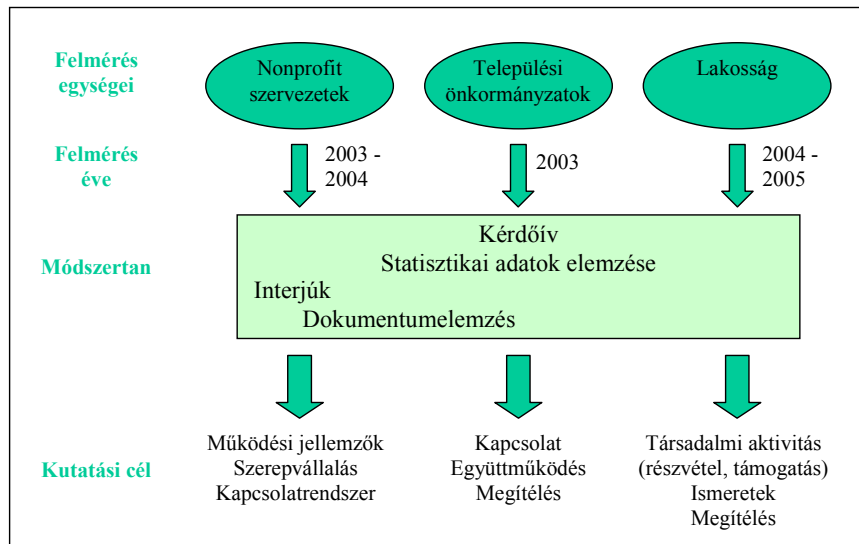 Felmérés
egységei
Nonprofit
szervezetek
Települési
önkormányzatok
Lakosság
Felmérés
éve
2003 -
2004
2003
2004 -
2005
Módszertan
Kérdőív
Statisztikai adatok elemzése
Interjúk
Dokumentumelemzés
Kutatási cél
Működési jellemzők
Szerepvállalás
Kapcsolatrendszer
Kapcsolat
Együttműködés
Megítélés
Társadalmi aktivitás
(részvétel, támogatás)
Ismeretek
Megítélés